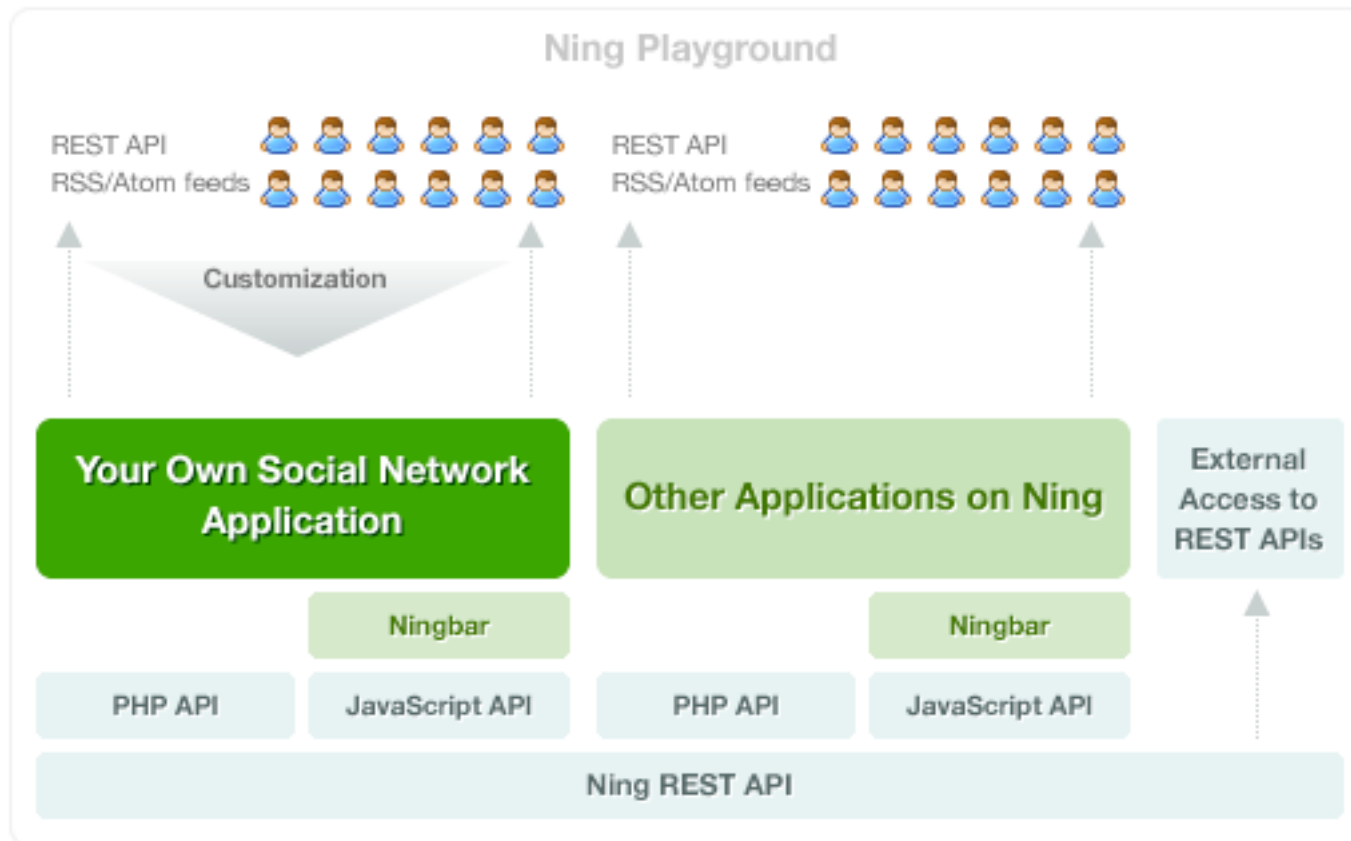 Ning Playground
REST API
RSS/Atom feeds
REST API
RSS/Atom feeds
Customization
Your Own Social Network
Application
Other Applications on Ning
External
Access to
REST APIs
Ningbar
Ningbar
PHP API
JavaScript API
PHP API
JavaScript API
Ning REST API